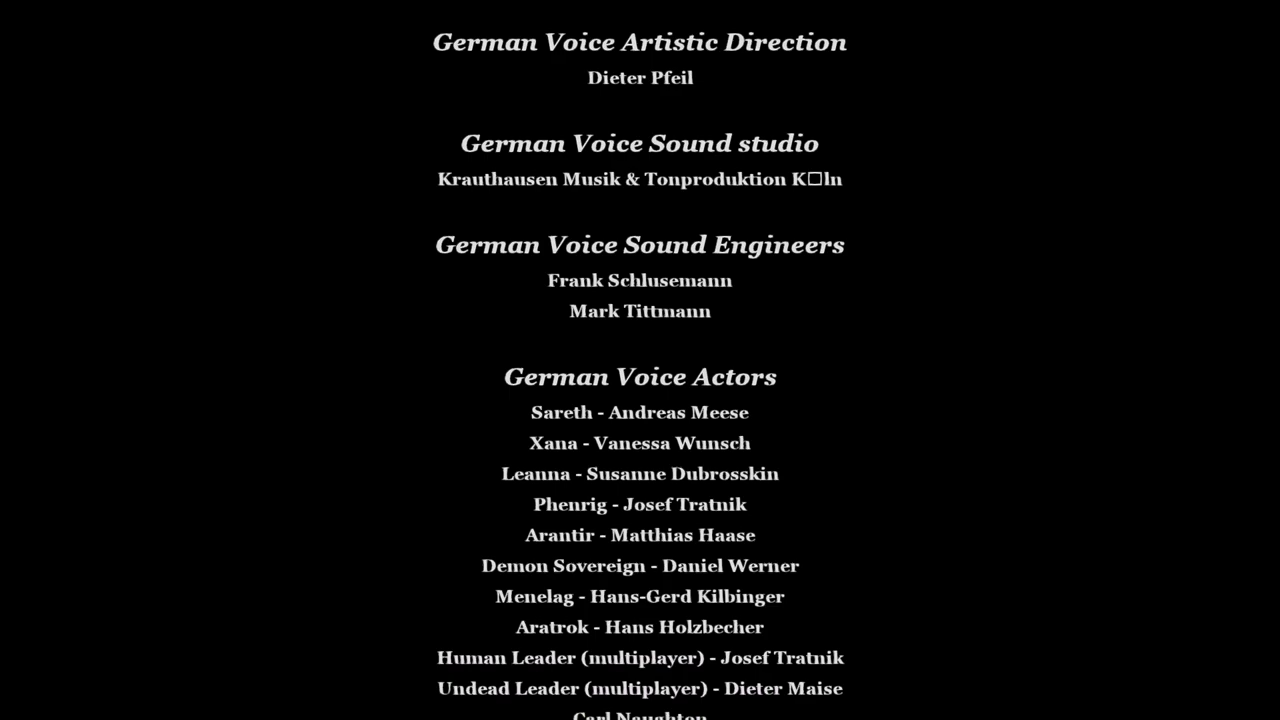 German Voice Artistic Direction
Dieter Pfeil
German Voice Sound studio
Krauthausen Musik & Tonproduktion K□ln
German Voice Sound Engineers
Frank Schlusemann
Mark Tittmann
German Voice Actors
Sareth - Andreas Meese
Xana - Vanessa Wunsch
Leanna - Susanne Dubrosskin
Phenrig - Josef Tratnik
Arantir - Matthias Haase
Demon Sovereign - Daniel Werner
Menelag - Hans-Gerd Kilbinger
Aratrok - Hans Holzbecher
Human Leader (multiplayer) - Josef Tratnik
Undead Leader (multiplayer) - Dieter Maise
Carl Naughton